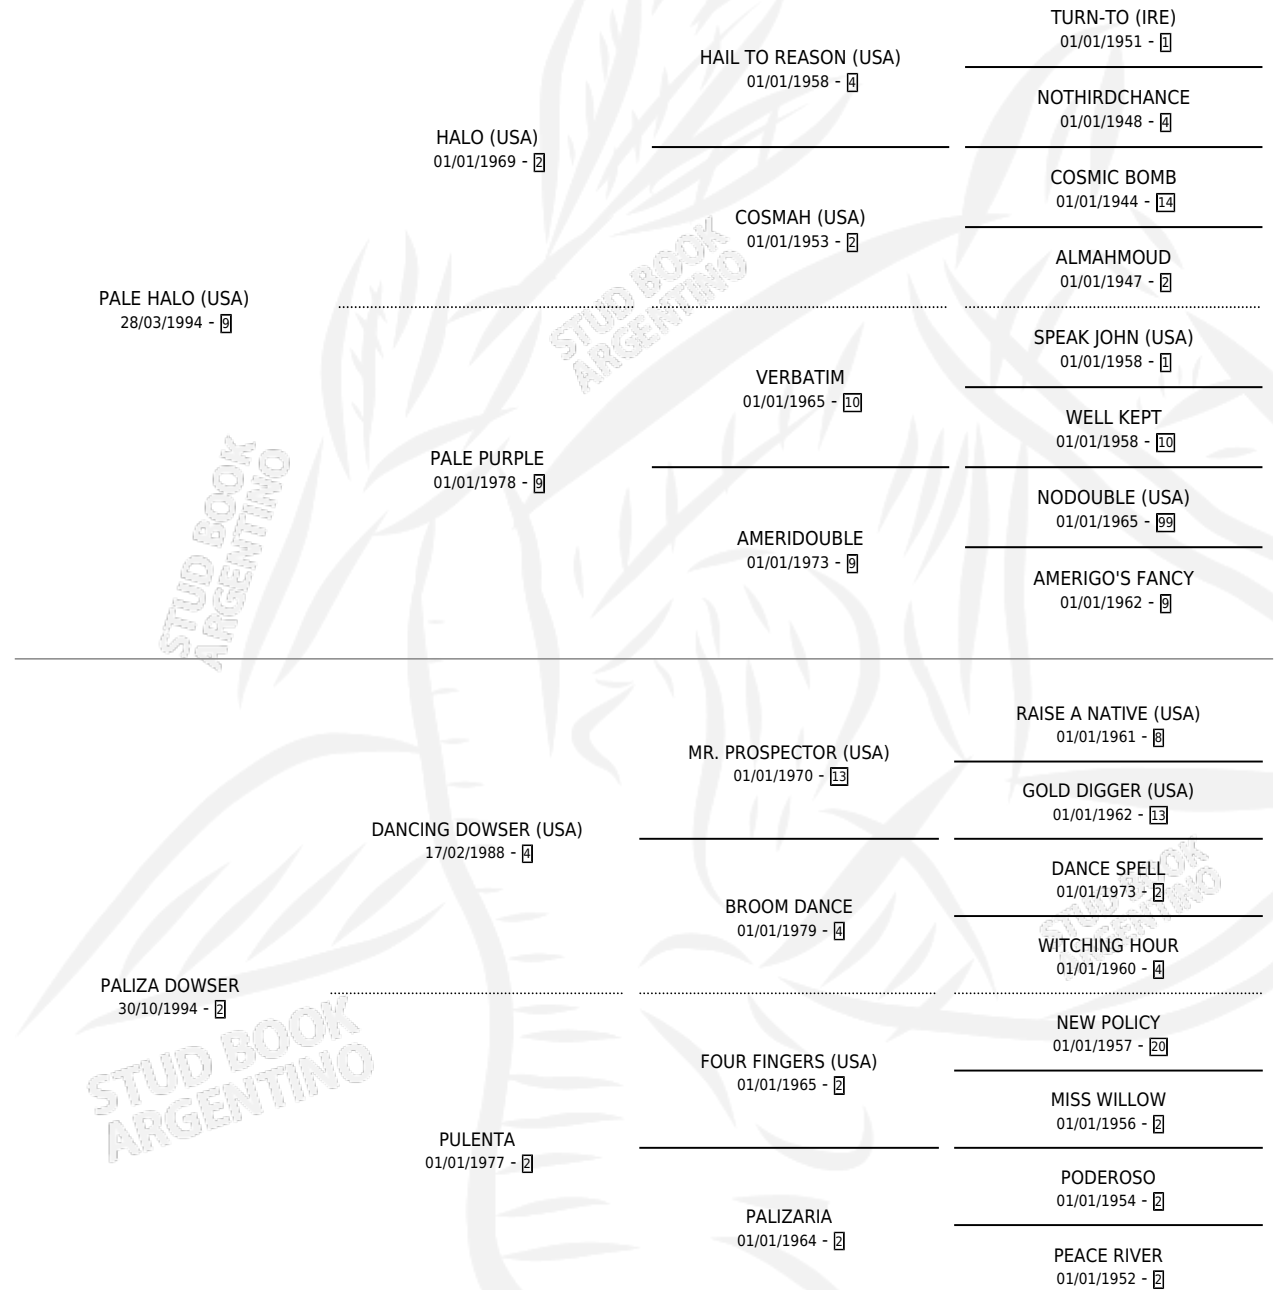 TURN-TO (IRE)
01/01/1951 - 1
HAIL TO REASON (USA)
01/01/1958 - 4
NOTHIRDCHANCE
01/01/1948 - 4
HALO (USA)
01/01/1969 - 2
COSMIC BOMB
01/01/1944 - 14
COSMAH (USA)
01/01/1953 - 2
ALMAHMOUD
01/01/1947 - 2
PALE HALO (USA)
28/03/1994 - 9
SPEAK JOHN (USA)
01/01/1958 - 1
VERBATIM
01/01/1965 - 10
WELL KEPT
01/01/1958 - 10
PALE PURPLE
01/01/1978 - 9
NODOUBLE (USA)
01/01/1965 - 99
AMERIDOUBLE
01/01/1973 - 9
AMERIGO'S FANCY
01/01/1962 - 9
STUD BOOK
ARGENTINO
STUD BOOK
ARGENTINO
RAISE A NATIVE (USA)
01/01/1961 - 8
MR. PROSPECTOR (USA)
01/01/1970 - 13
GOLD DIGGER (USA)
01/01/1962 - 13
DANCING DOWSER (USA)
17/02/1988 - 4
DANCE SPELL
01/01/1973 - 2
BROOM DANCE
01/01/1979 - 4
WITCHING HOUR
01/01/1960 - 4
STUD BOOK
ARGENTINO
PALIZA DOWSER
30/10/1994 - 2
STUD BOOK
ARGENTINO
NEW POLICY
01/01/1957 - 20
FOUR FINGERS (USA)
01/01/1965 - 2
MISS WILLOW
01/01/1956 - 2
PULENTA
01/01/1977 - 2
PODEROSO
01/01/1954 - 2
PALIZARIA
01/01/1964 - 2
PEACE RIVER
01/01/1952 - 2